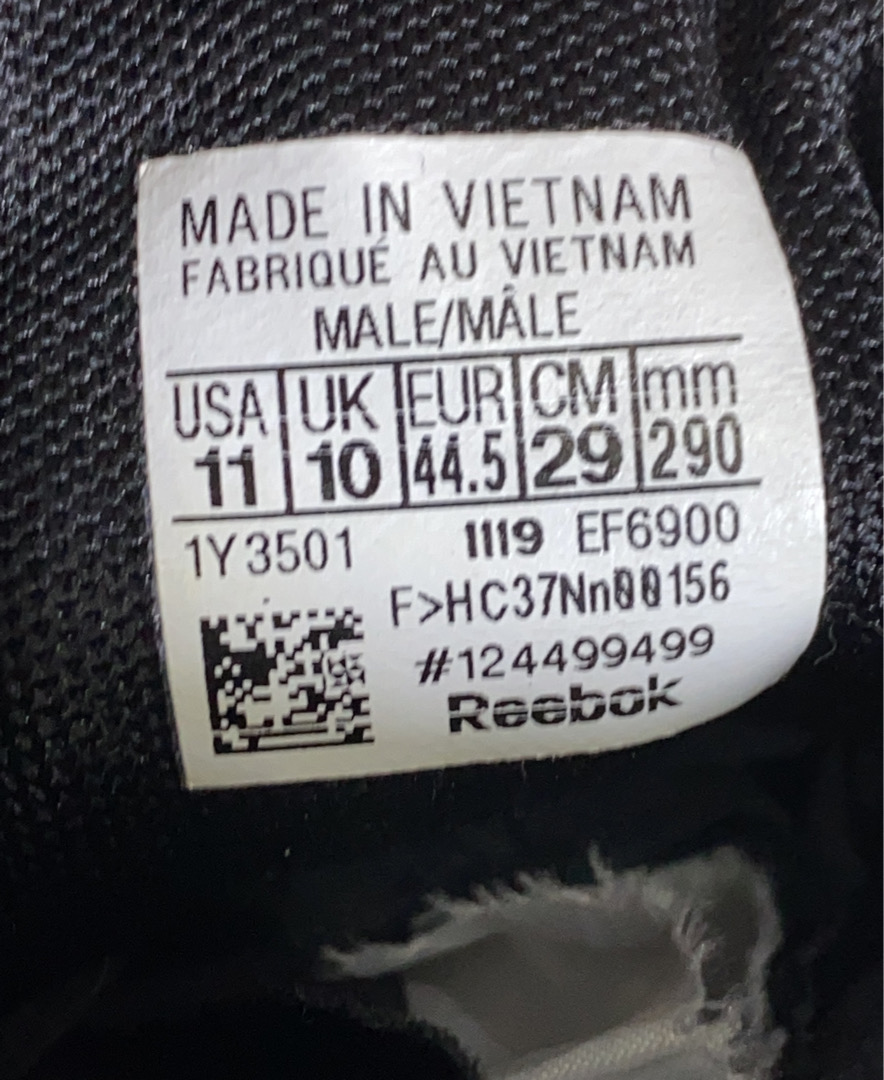 MADE IN VIETNAM
FABRIQUÉ AU VIETNAM
MALE/MÂLE
USA UK EUR CM mm
11 10 44.5 29 290
1Y3501 1119 EF6900
F>HC37Nn00156
#124499499
Reebok